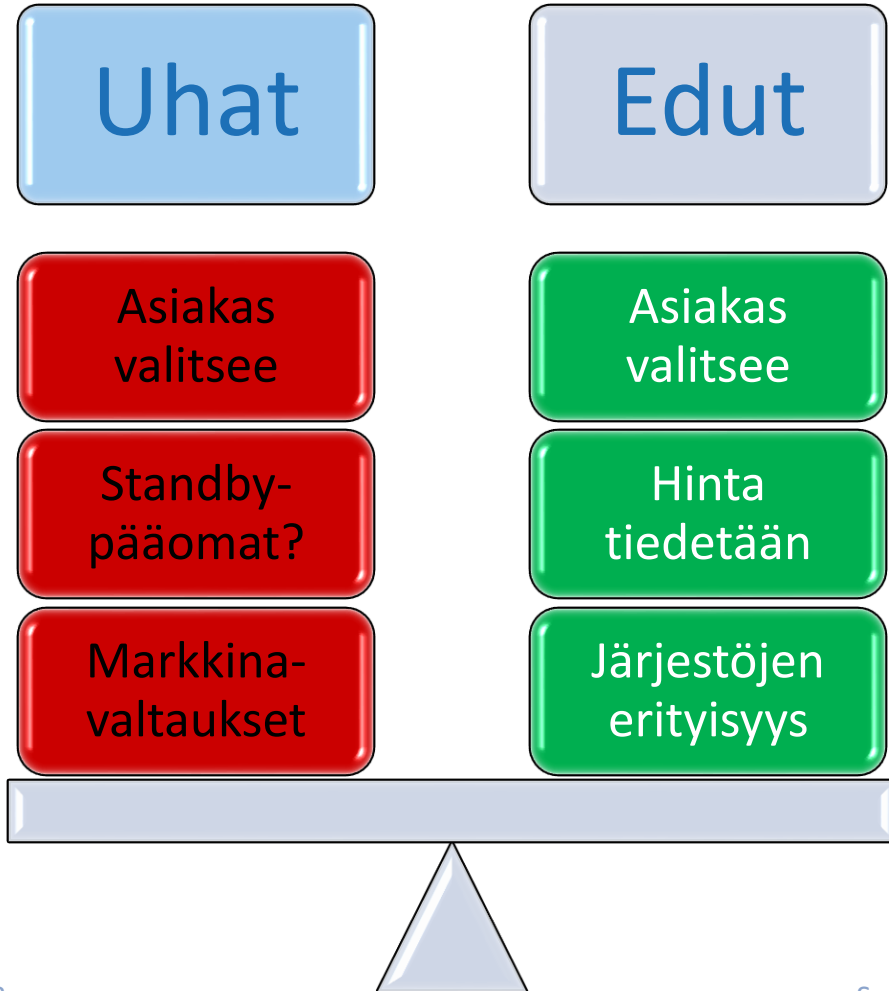 Uhat
Edut
Asiakas
valitsee
Asiakas
valitsee
Standby-
pääomat?
Hinta
tiedetään
Markkina-
valtaukset
Järjestöjen
erityisyys